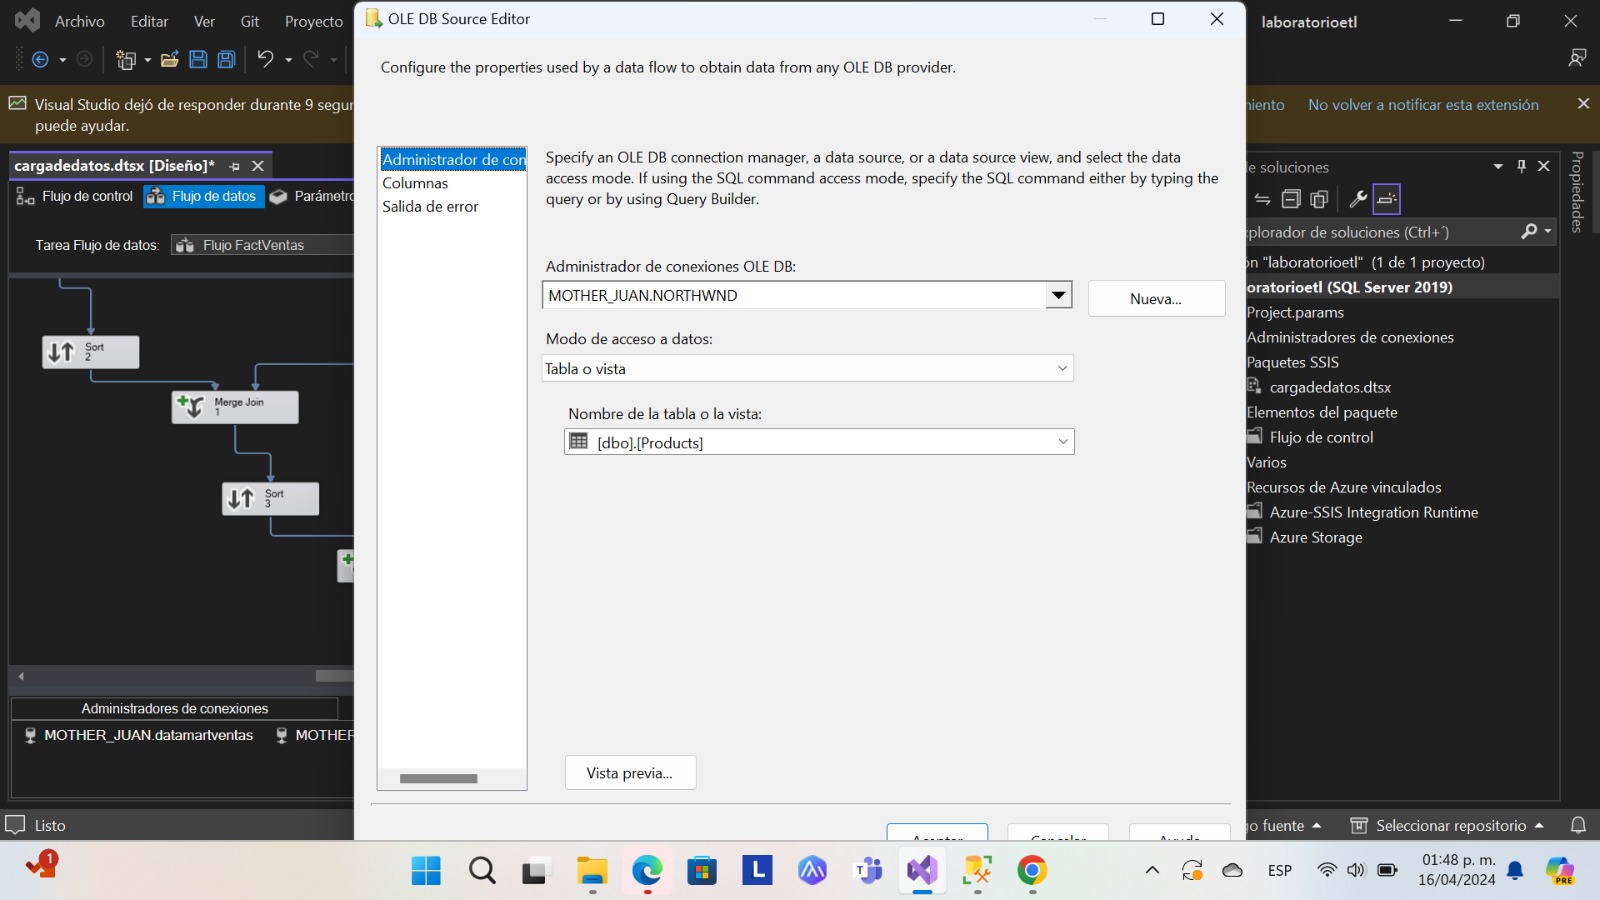 Archivo Editar Ver Git Proyecto
OLE DB Source Editor
laboratorioetl
Configure the properties used by a data flow to obtain data from any OLE DB provider.
Visual Studio dejó de responder durante 9 segur
puede ayudar.
miento No volver a notificar esta extensión
cargadedatos.dtsx [Diseño]*
Flujo de control Flujo de datos Parámetro
Tarea Flujo de datos: Flujo FactVentas
Sort
2
Merge Join
1
Sort
3
Administradores de conexiones
MOTHER_JUAN.datamartventas MOTHER
Listo
Administrador de con
Columnas
Salida de error
Specify an OLE DB connection manager, a data source, or a data source view, and select the data
access mode. If using the SQL command access mode, specify the SQL command either by typing the
query or by using Query Builder.
Administrador de conexiones OLE DB:
MOTHER_JUAN.NORTHWND
Nueva...
Modo de acceso a datos:
Tabla o vista
Nombre de la tabla o la vista:
[dbo].[Products]
Vista previa...
Aceptar Cancelar Ayuda
e soluciones
Propiedades
xplorador de soluciones (Ctrl+´)
ón "laboratorioetl" (1 de 1 proyecto)
oratorioetl (SQL Server 2019)
Project.params
Administradores de conexiones
Paquetes SSIS
cargadedatos.dtsx
Elementos del paquete
Flujo de control
Varios
Recursos de Azure vinculados
Azure-SSIS Integration Runtime
Azure Storage
go fuente Seleccionar repositorio
1
ESP
01:48 p. m.
16/04/2024
PRE